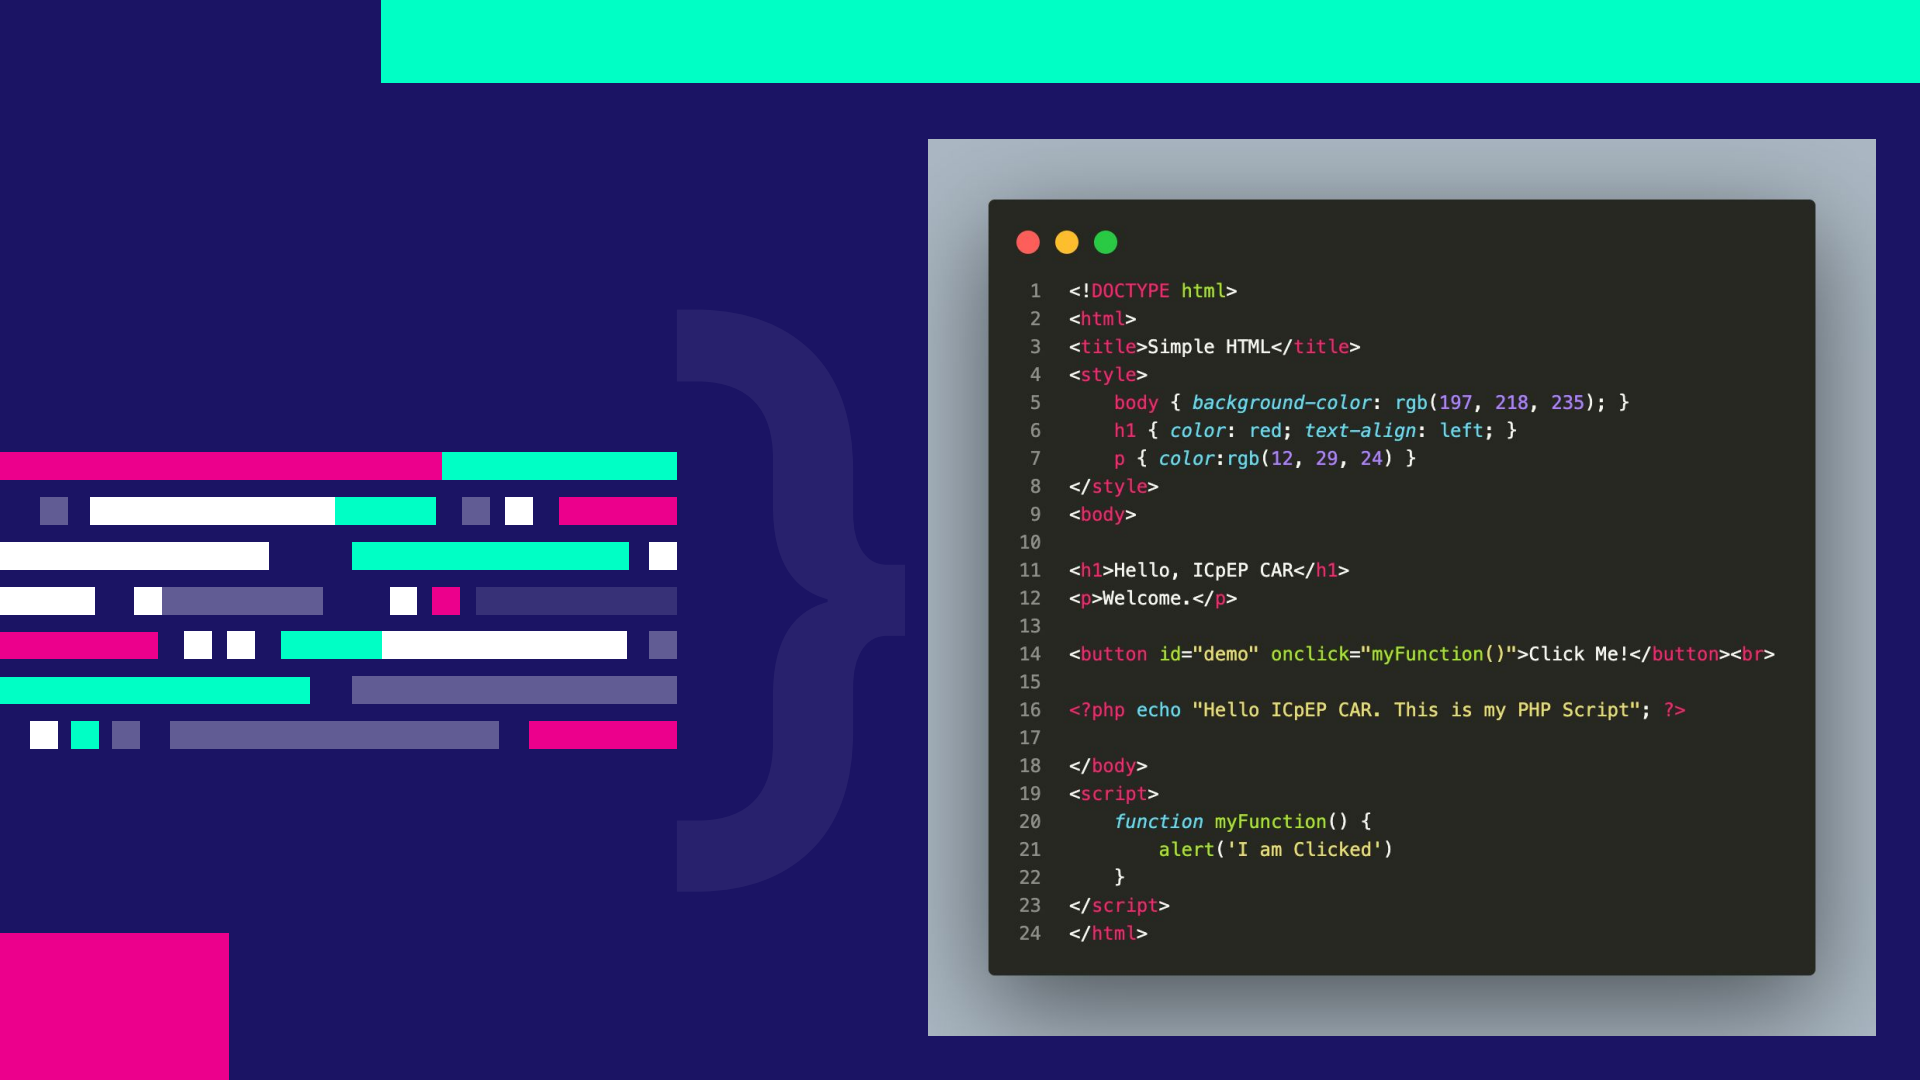 1 <!DOCTYPE html>
2 <html>
3 <title>Simple HTML</title>
4 <style>
5     body { background-color: rgb(197, 218, 235); }
6     h1 { color: red; text-align: left; }
7     p { color:rgb(12, 29, 24) }
8 </style>
9 <body>
10
11 <h1>Hello, ICpEP CAR</h1>
12 <p>Welcome.</p>
13
14 <button id="demo" onclick="myFunction()">Click Me!</button><br>
15
16 <?php echo "Hello ICpEP CAR. This is my PHP Script"; ?>
17
18 </body>
19 <script>
20     function myFunction() {
21         alert('I am Clicked')
22     }
23 </script>
24 </html>
}